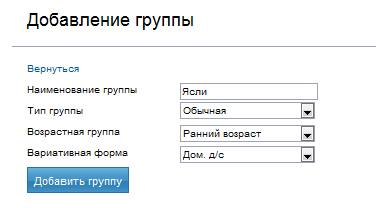 Добавление группы
Вернуться
Наименование группы Ясли
Тип группы Обычная
Возрастная группа Ранний возраст
Вариативная форма Дом. д/с
Добавить группу